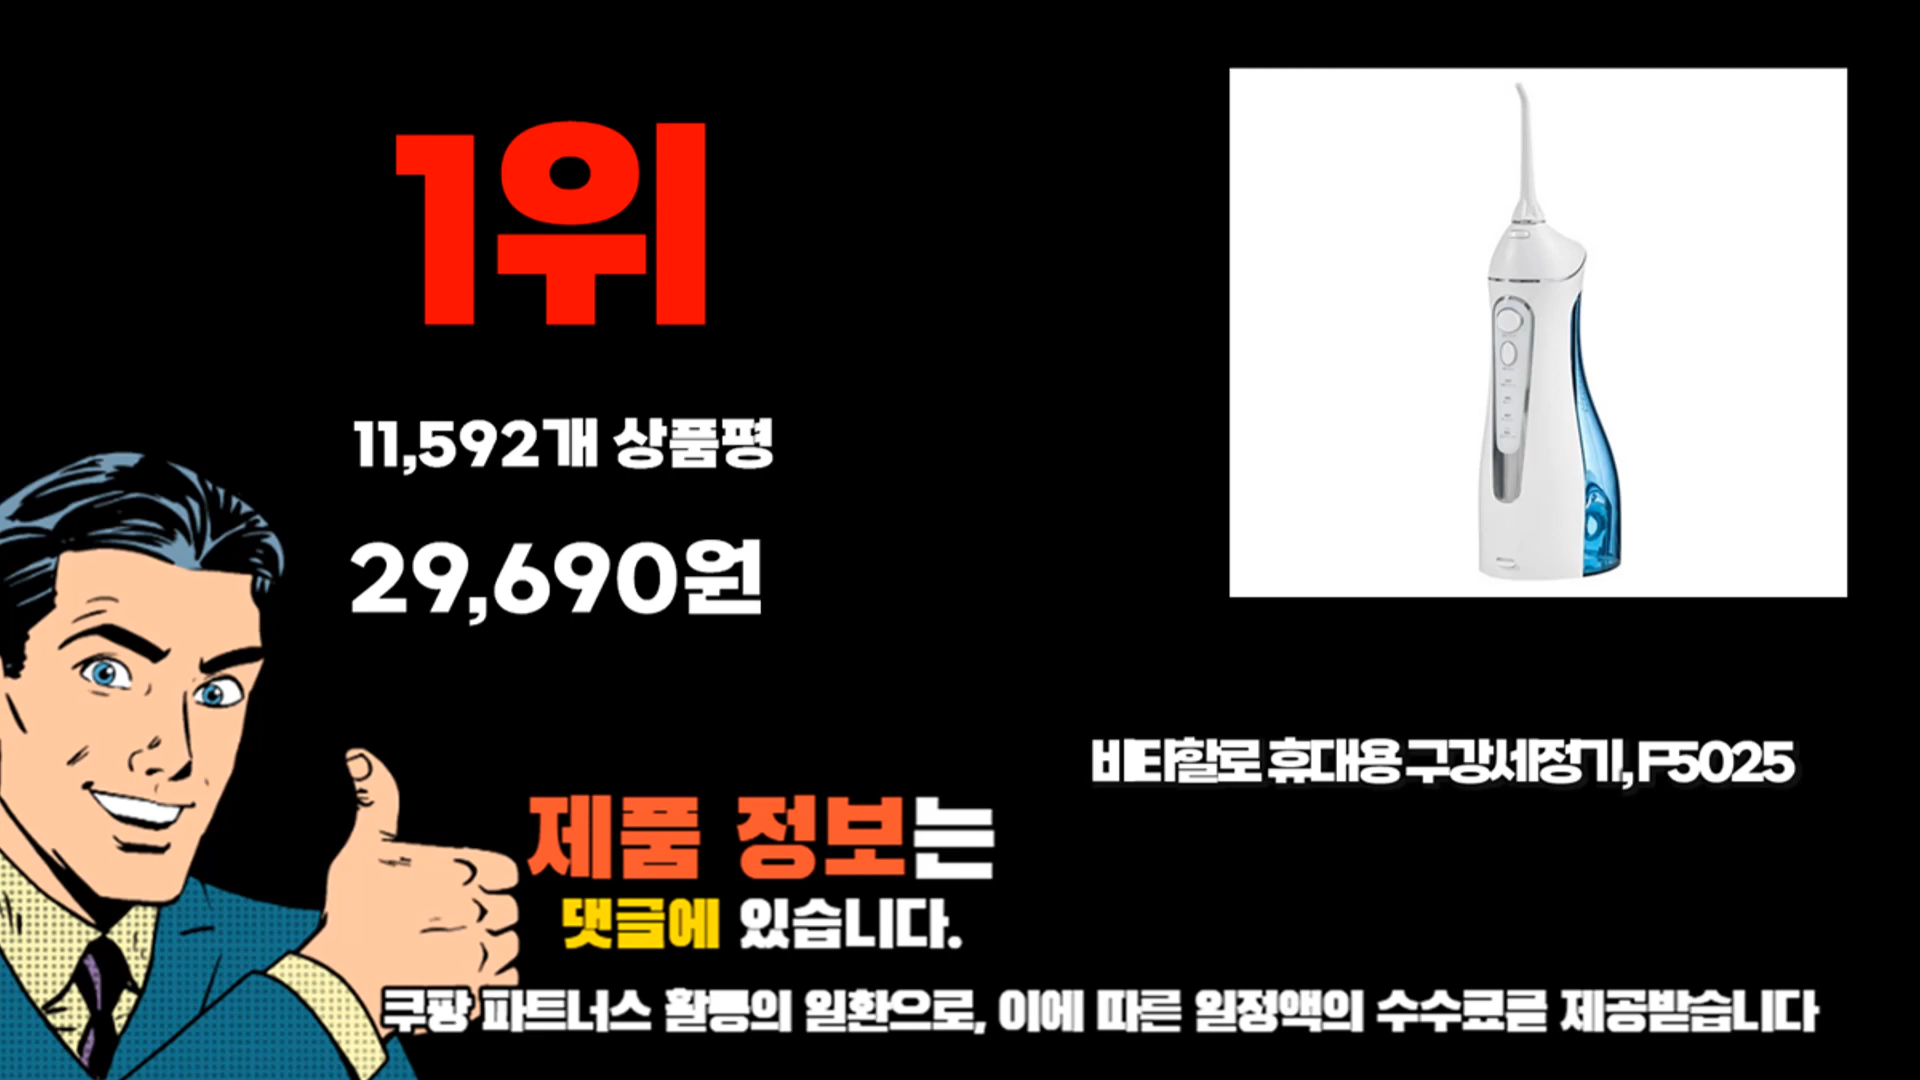 1위
11,592개 상품평
29,690원
비타할로 휴대용 구강세정기, F5025
제품 정보는
댓글에 있습니다.
쿠팡 파트너스 활동의 일환으로, 이에 따른 일정액의 수수료를 제공받습니다